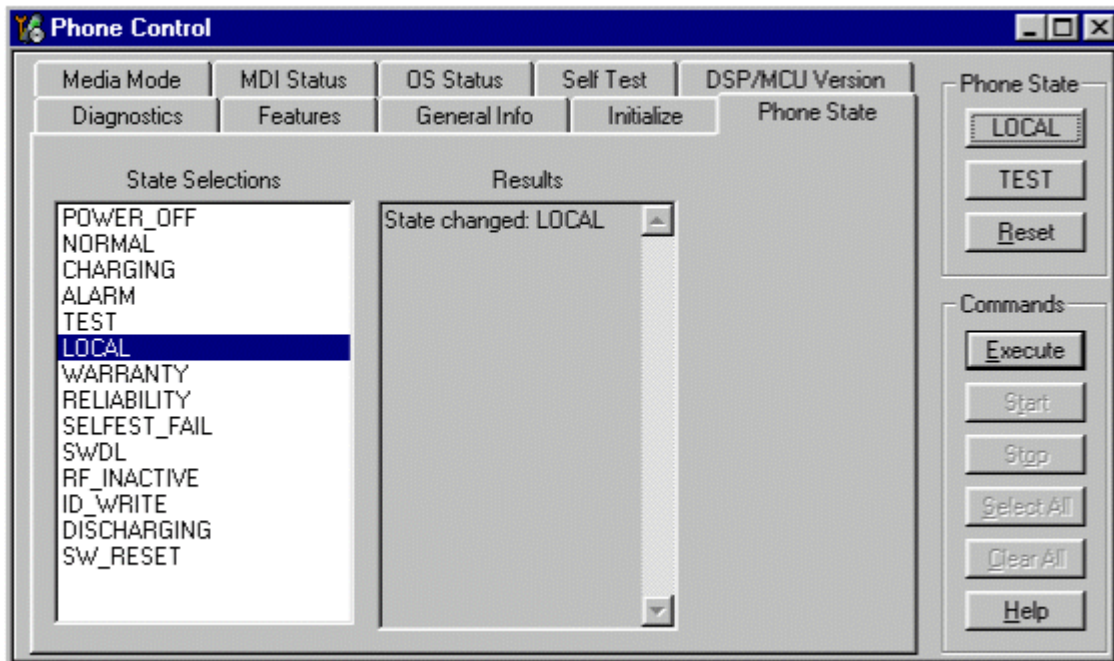 Phone Control
Media Mode MDI Status OS Status Self Test DSP/MCU Version
Diagnostics Features General Info Initialize Phone State
State Selections
POWER_OFF
NORMAL
CHARGING
ALARM
TEST
LOCAL
WARRANTY
RELIABILITY
SELFEST_FAIL
SWDL
RF_INACTIVE
ID_WRITE
DISCHARGING
SW_RESET
Results
State changed: LOCAL
Phone State
LOCAL
TEST
Reset
Commands
Execute
Start
Stop
Select All
Clear All
Help